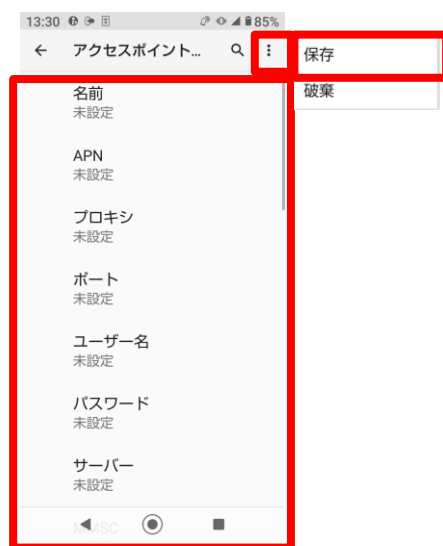 13:30 85%
アクセスポイント...
保存
破棄
名前
未設定
APN
未設定
プロキシ
未設定
ポート
未設定
ユーザー名
未設定
パスワード
未設定
サーバー
未設定
MMSC